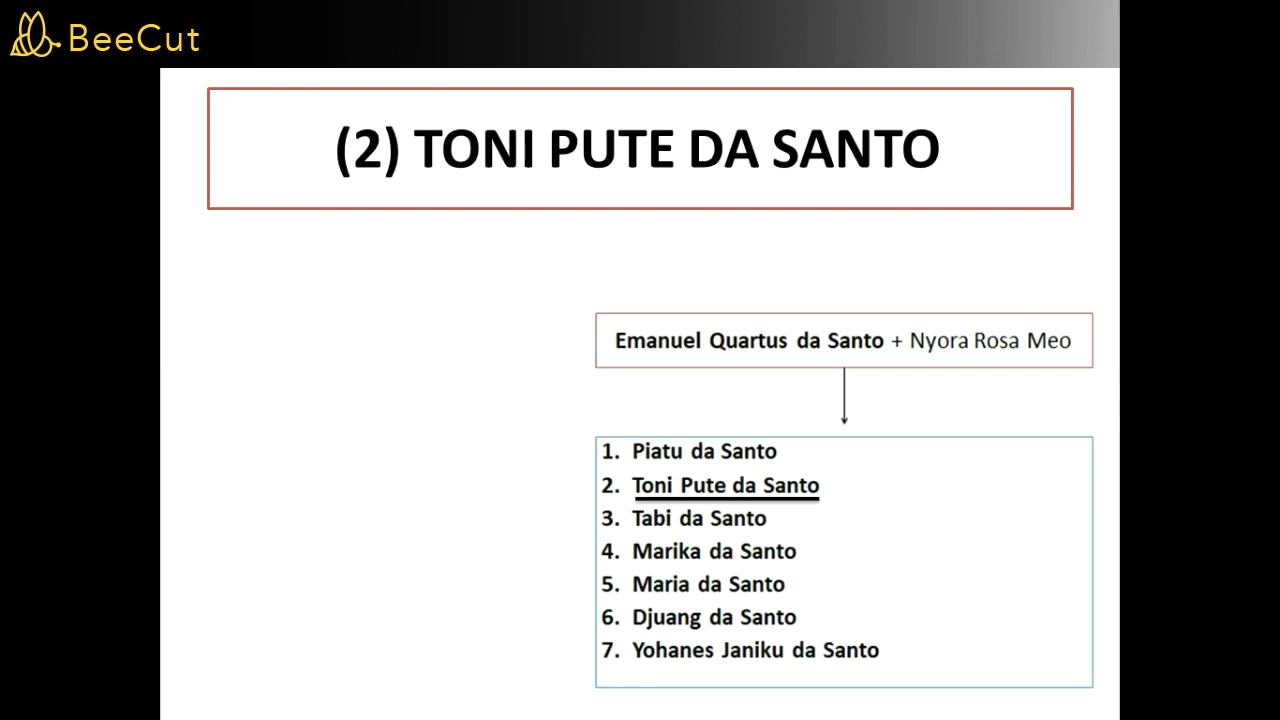 BeeCut
(2) TONI PUTE DA SANTO
Emanuel Quartus da Santo + Nyora Rosa Meo
1. Piatu da Santo
2. Toni Pute da Santo
3. Tabi da Santo
4. Marika da Santo
5. Maria da Santo
6. Djuang da Santo
7. Yohanes Janiku da Santo